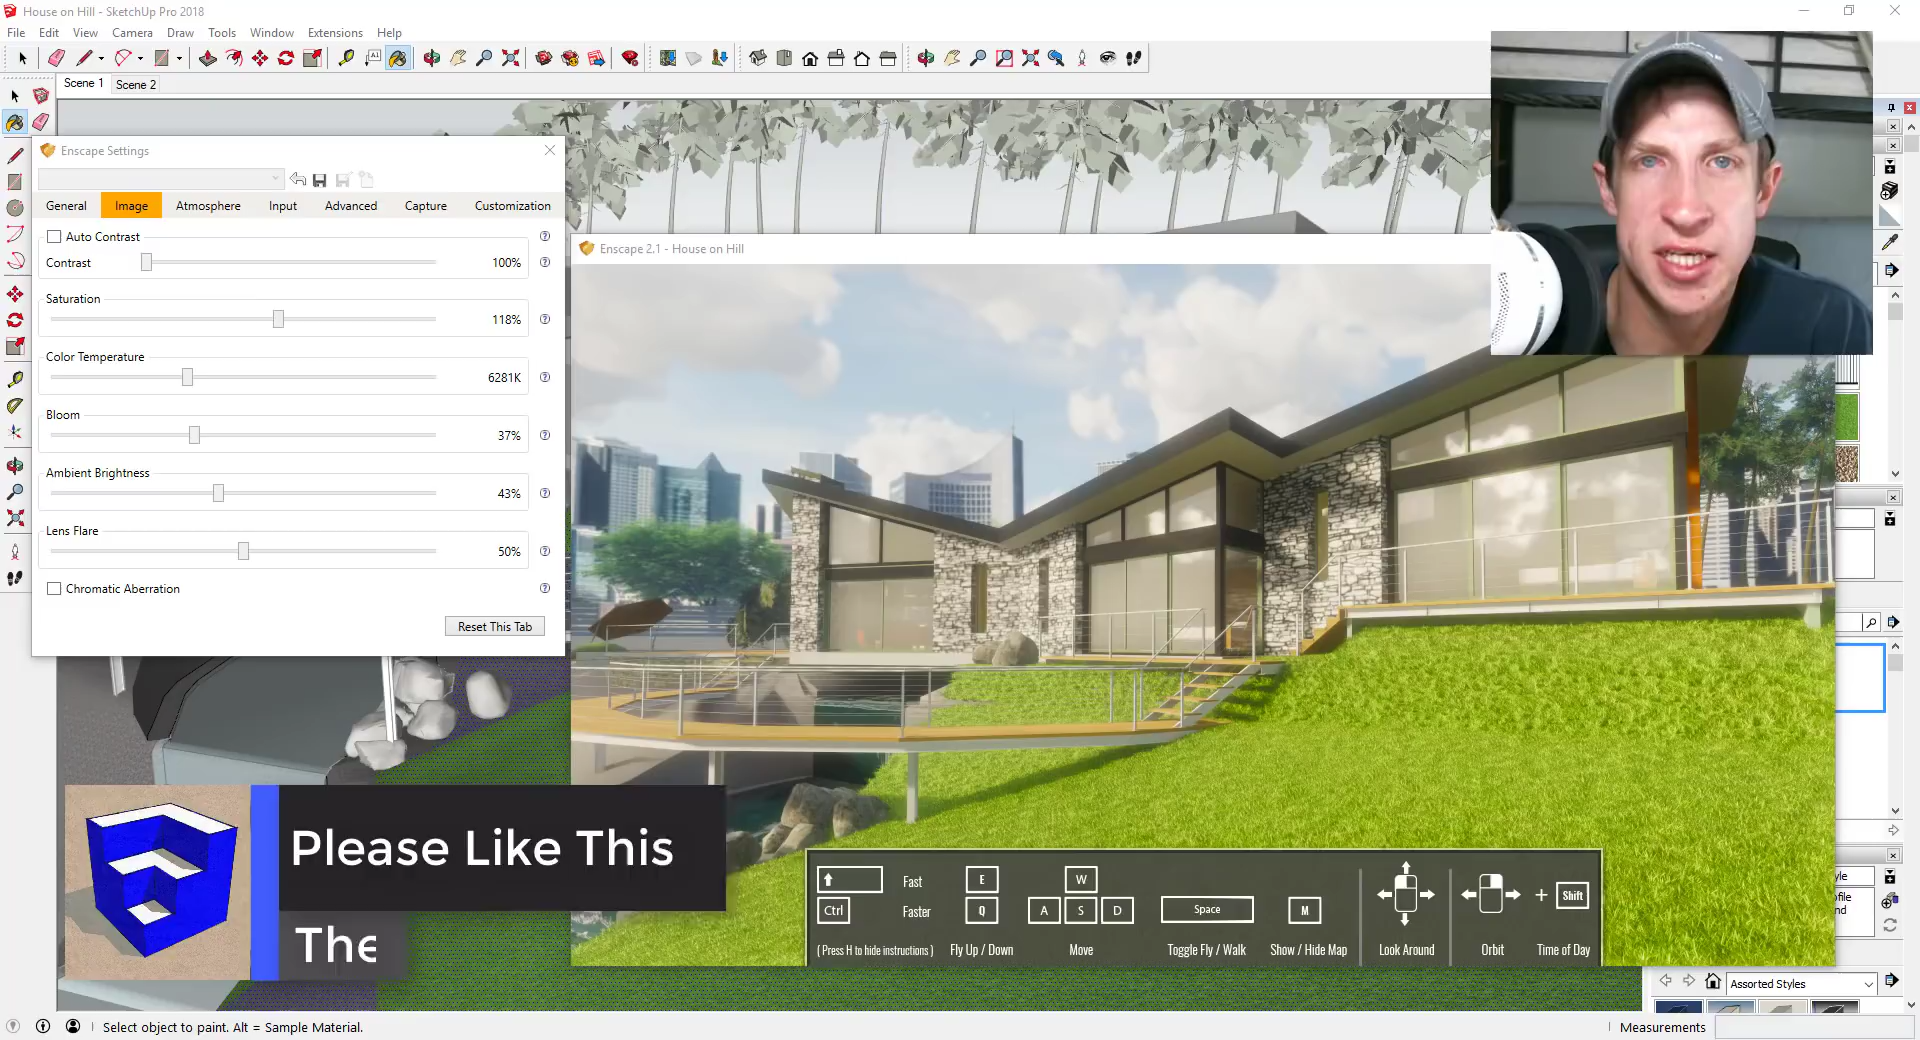 House on Hill - SketchUp Pro 2018
File Edit View Camera Draw Tools Window Extensions Help
Scene 1 Scene 2
Enscape Settings
General Image Atmosphere Input Advanced Capture Customization
Auto Contrast
Contrast 100%
Saturation
118%
Color Temperature
6281K
Bloom
37%
Ambient Brightness
43%
Lens Flare
50%
Chromatic Aberration
Reset This Tab
Enscape 2.1 - House on Hill
Please Like This
The
Fast E W
Ctrl Faster Q A S D Space M + Shift
( Press H to hide instructions ) Fly Up / Down Move Toggle Fly / Walk Show / Hide Map Look Around Orbit Time of Day
Assorted Styles
Select object to paint. Alt = Sample Material.
Measurements